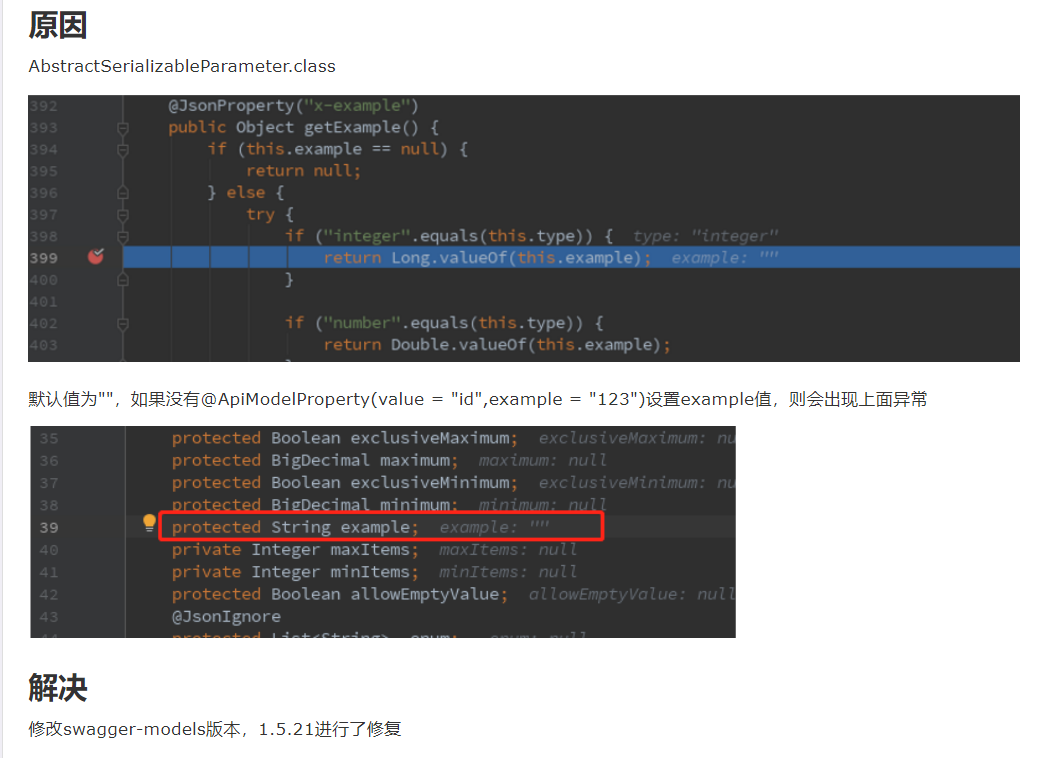 原因
AbstractSerializableParameter.class
392 @JsonProperty("x-example")
393 public Object getExample() {
394 if (this.example == null) {
395 return null;
396 } else {
397 try {
398 if ("integer".equals(this.type)) { type: "integer"
399 return Long.valueOf(this.example); example: ""
400 }
401
402 if ("number".equals(this.type)) {
403 return Double.valueOf(this.example);
默认值为""，如果没有@ApiModelProperty(value = "id",example = "123")设置example值，则会出现上面异常
35 protected Boolean exclusiveMaximum; exclusiveMaximum: nu
36 protected BigDecimal maximum; maximum: null
37 protected Boolean exclusiveMinimum; exclusiveMinimum: nu
38 protected BigDecimal minimum; minimum: null
39 protected String example; example: ""
40 private Integer maxItems; maxItems: null
41 private Integer minItems; minItems: null
42 protected Boolean allowEmptyValue; allowEmptyValue: null
43 @JsonIgnore
解决
修改swagger-models版本，1.5.21进行了修复